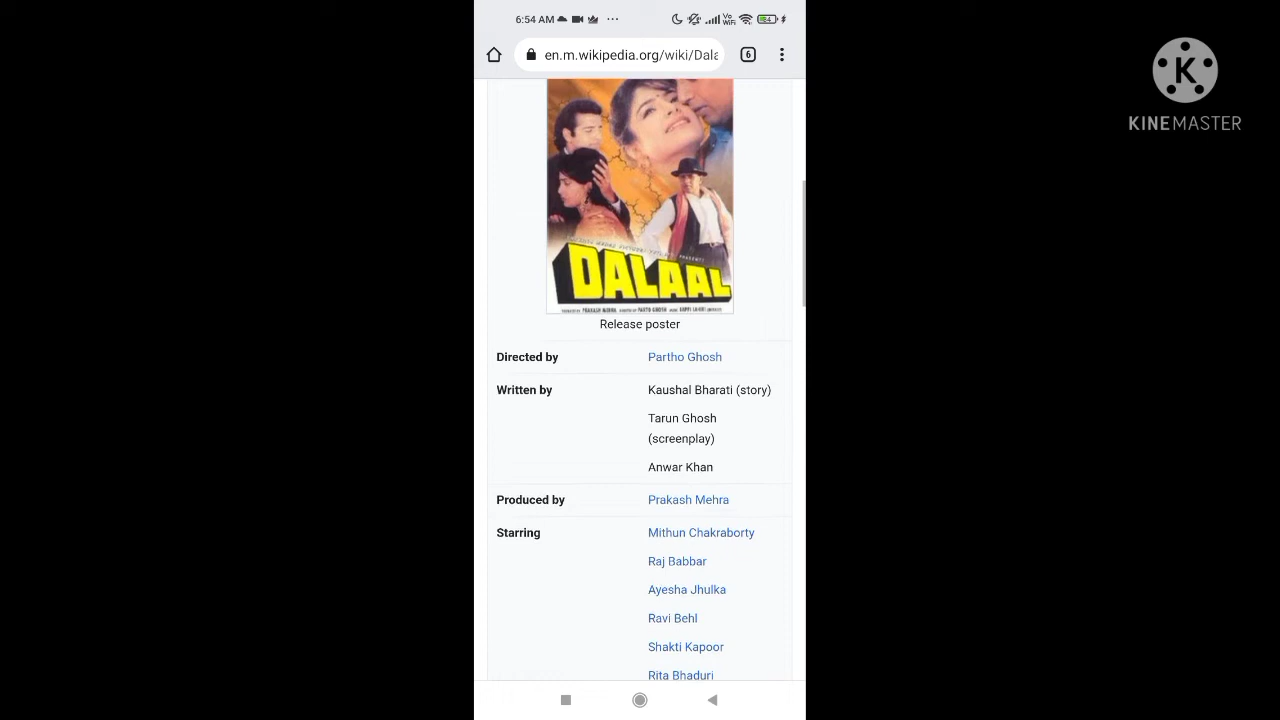 6:54 AM
6
en.m.wikipedia.org/wiki/Dala
K
KINEMASTER
DALAAL
Release poster
Directed by Partho Ghosh
Written by Kaushal Bharati (story)
Tarun Ghosh
(screenplay)
Anwar Khan
Produced by Prakash Mehra
Starring Mithun Chakraborty
Raj Babbar
Ayesha Jhulka
Ravi Behl
Shakti Kapoor
Rita Bhaduri